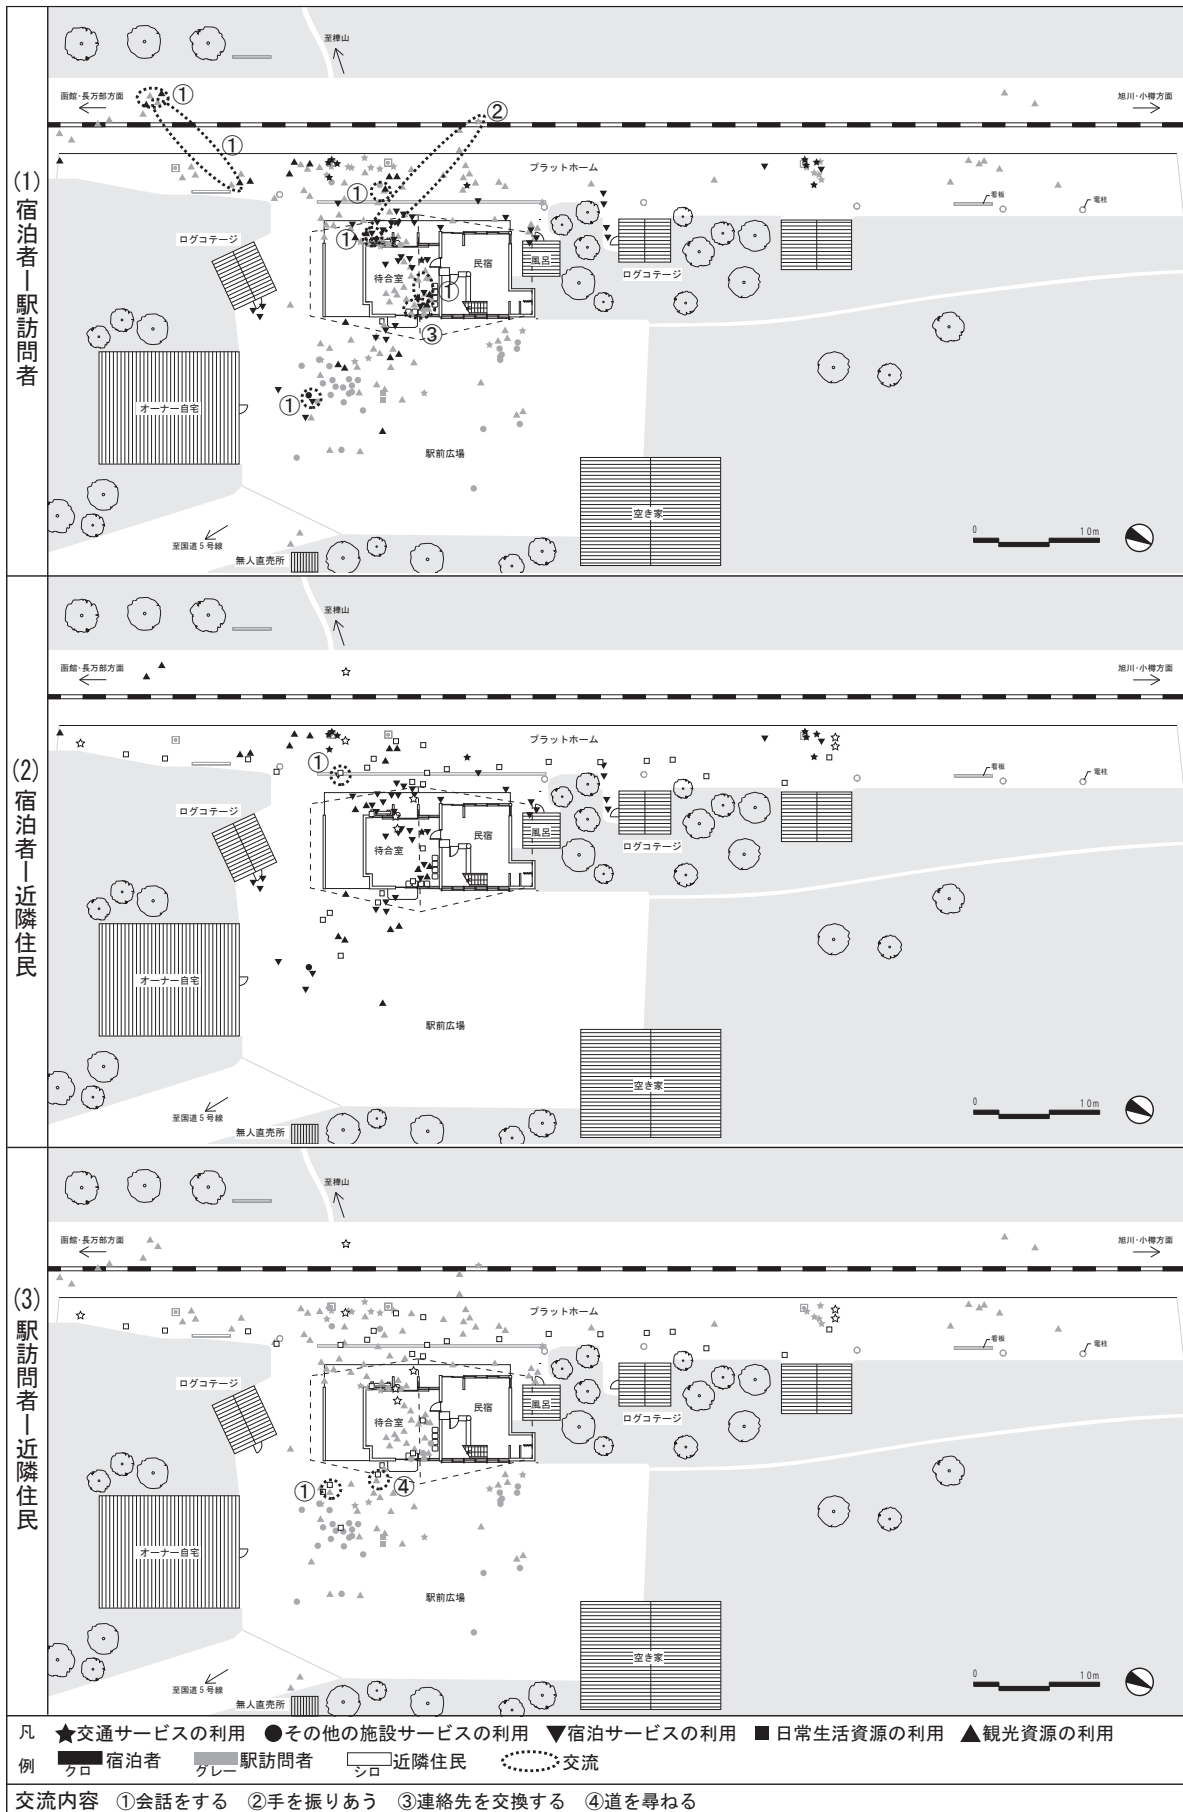 (1)宿泊者ー駅訪問者
至樺山
函館・長万部方面
旭川・小樽方面
①
②
①
プラットホーム
①
看板
電柱
①
ログコテージ
待合室
民宿
風呂
ログコテージ
①
③
①
オーナー自宅
駅前広場
空き家
至国道5号線
無人直売所
0 10m
(2)宿泊者ー近隣住民
至樺山
函館・長万部方面
旭川・小樽方面
プラットホーム
①
看板
電柱
ログコテージ
待合室
民宿
風呂
ログコテージ
オーナー自宅
駅前広場
空き家
至国道5号線
無人直売所
0 10m
(3)駅訪問者ー近隣住民
至樺山
函館・長万部方面
旭川・小樽方面
プラットホーム
看板
電柱
ログコテージ
待合室
民宿
風呂
ログコテージ
①
④
オーナー自宅
駅前広場
空き家
至国道5号線
無人直売所
0 10m
凡例
★交通サービスの利用 ●その他の施設サービスの利用 ▼宿泊サービスの利用 ■日常生活資源の利用 ▲観光資源の利用
クロ 宿泊者 グレー 駅訪問者 シロ 近隣住民 交流
交流内容 ①会話をする ②手を振りあう ③連絡先を交換する ④道を尋ねる